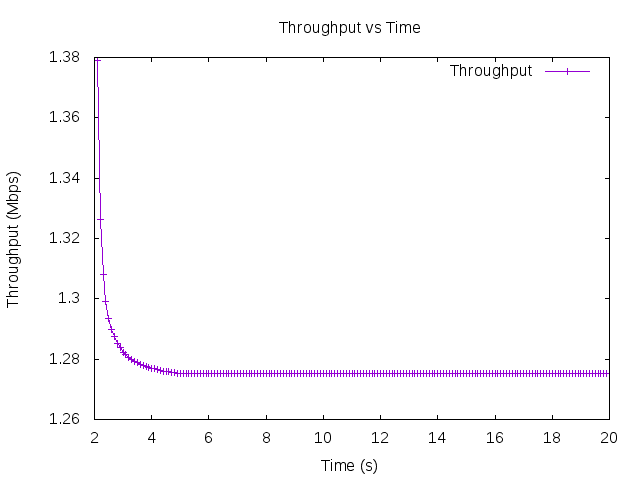 Throughput vs Time
Throughput
1.38
1.36
1.34
1.32
1.3
1.28
1.26
Throughput (Mbps)
2 4 6 8 10 12 14 16 18 20
Time (s)